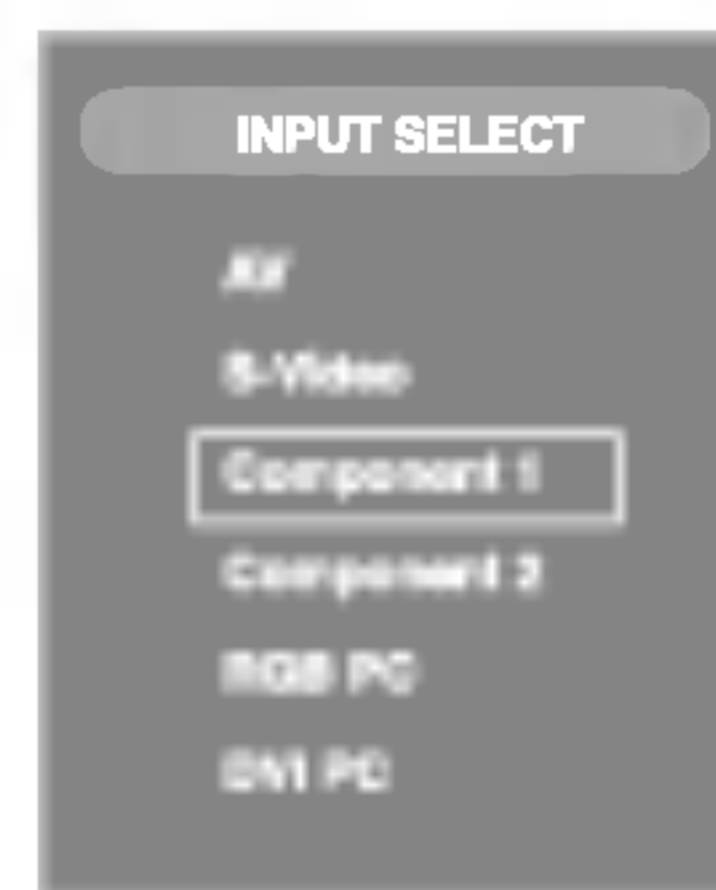 INPUT SELECT
AV
S-Video
Component 1
Component 2
RGB PC
DVI PC